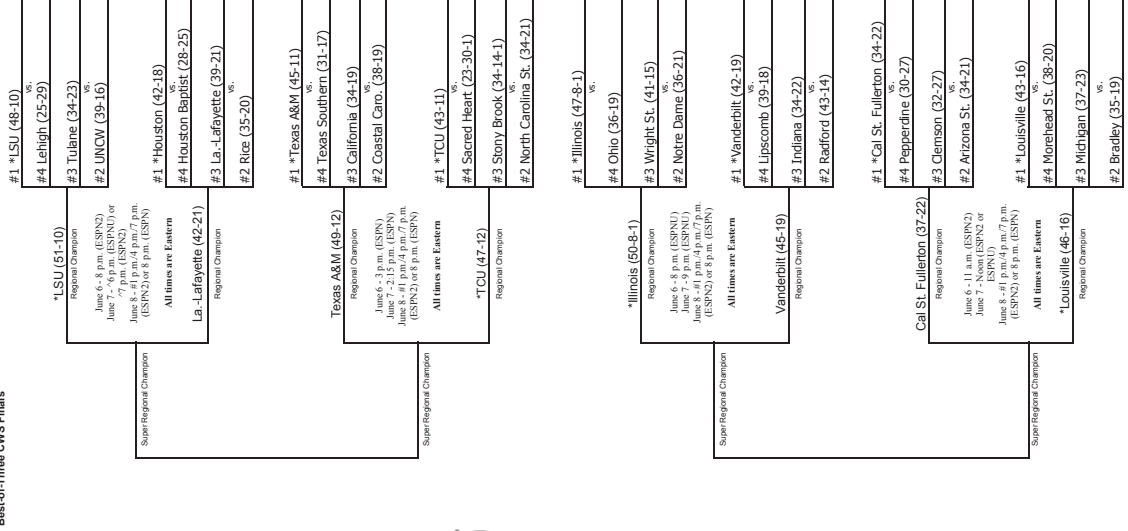 Best-of-Three CWS Finals
#1 *LSU (48-10)
vs.
#4 Lehigh (25-29)
#3 Tulane (34-23)
vs.
#2 UNCW (39-16)
*LSU (51-10)
Regional Champion
June 6 - 8 p.m. (ESPN2)
June 7 - ^6 p.m. (ESPNU) or
^7 p.m. (ESPN2)
June 8 - #1 p.m./4 p.m./7 p.m.
(ESPN2) or 8 p.m. (ESPN)
All times are Eastern
#1 *Houston (42-18)
vs.
#4 Houston Baptist (28-25)
#3 La.-Lafayette (39-21)
vs.
#2 Rice (35-20)
La.-Lafayette (42-21)
Regional Champion
Super Regional Champion
#1 *Texas A&M (45-11)
vs.
#4 Texas Southern (31-17)
#3 California (34-19)
vs.
#2 Coastal Caro. (38-19)
Texas A&M (49-12)
Regional Champion
June 6 - 3 p.m. (ESPN)
June 7 - 2:15 p.m. (ESPN)
June 8 - #1 p.m./4 p.m./7 p.m.
(ESPN2) or 8 p.m. (ESPN)
All times are Eastern
#1 *TCU (43-11)
vs.
#4 Sacred Heart (23-30-1)
#3 Stony Brook (34-14-1)
vs.
#2 North Carolina St. (34-21)
*TCU (47-12)
Regional Champion
Super Regional Champion
#1 *Illinois (47-8-1)
vs.
#4 Ohio (36-19)
#3 Wright St. (41-15)
vs.
#2 Notre Dame (36-21)
*Illinois (50-8-1)
Regional Champion
June 6 - 8 p.m. (ESPNU)
June 7 - 9 p.m. (ESPNU)
June 8 - #1 p.m./4 p.m./7 p.m.
(ESPN2) or 8 p.m. (ESPN)
All times are Eastern
#1 *Vanderbilt (42-19)
vs.
#4 Lipscomb (39-18)
#3 Indiana (34-22)
vs.
#2 Radford (43-14)
Vanderbilt (45-19)
Regional Champion
Super Regional Champion
#1 *Cal St. Fullerton (34-22)
vs.
#4 Pepperdine (30-27)
#3 Clemson (32-27)
vs.
#2 Arizona St. (34-21)
Cal St. Fullerton (37-22)
Regional Champion
June 6 - 11 a.m. (ESPN2)
June 7 - Noon (ESPN2 or
ESPNU)
June 8 - #1 p.m./4 p.m./7 p.m.
(ESPN2) or 8 p.m. (ESPN)
All times are Eastern
#1 *Louisville (43-16)
vs.
#4 Morehead St. (38-20)
#3 Michigan (37-23)
vs.
#2 Bradley (35-19)
*Louisville (46-16)
Regional Champion
Super Regional Champion